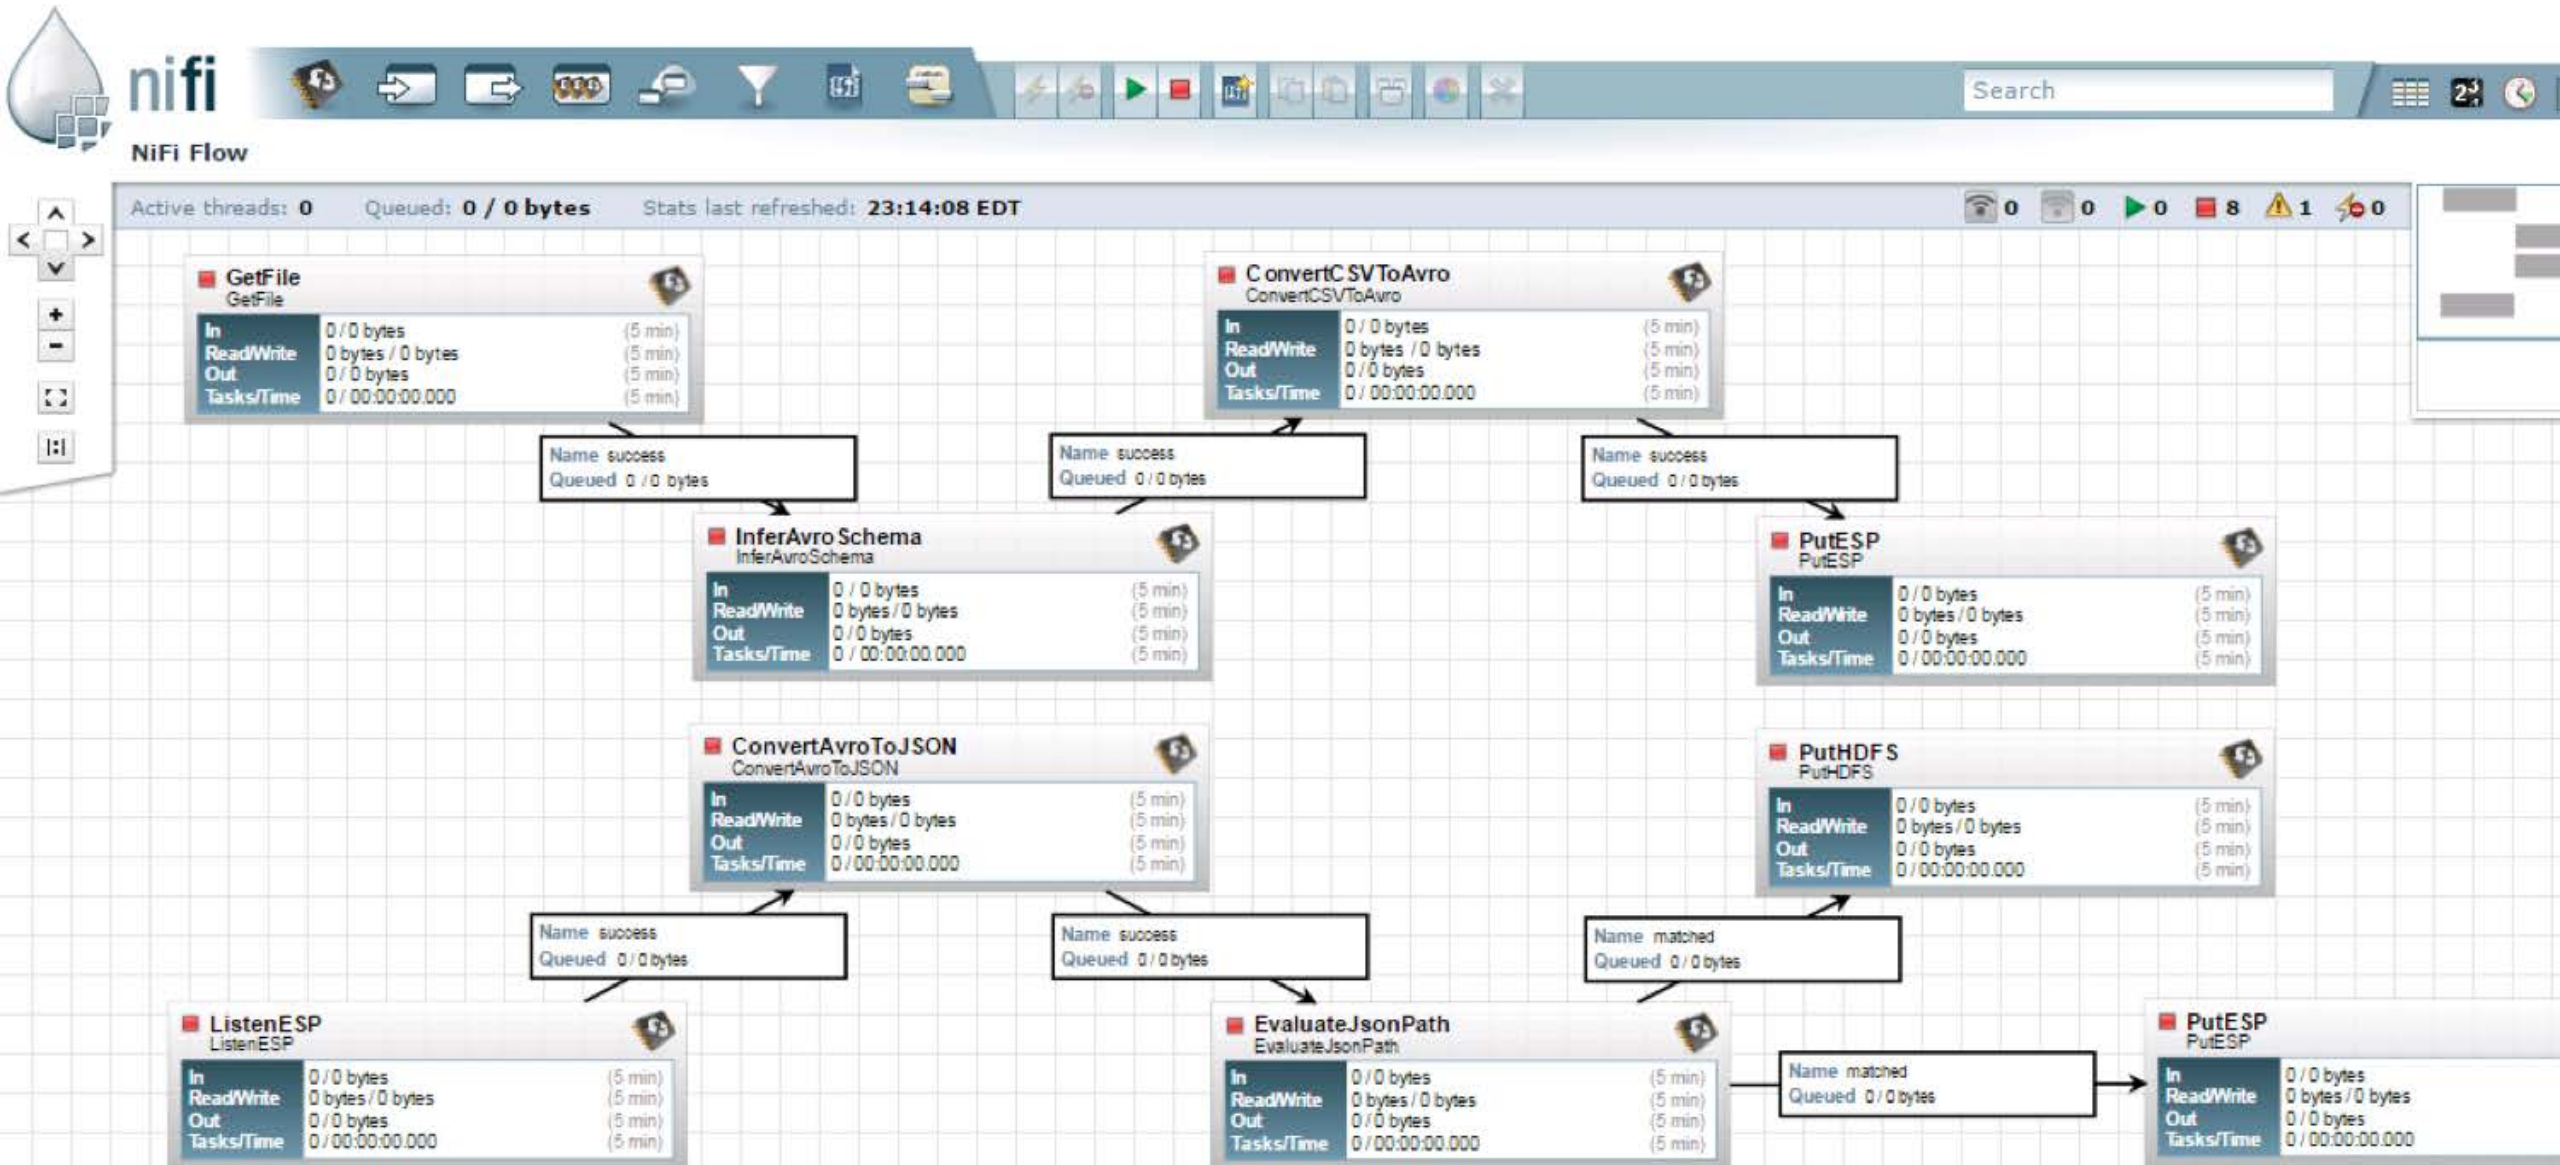 nifi
Search
NiFi Flow
Active threads: 0 Queued: 0 / 0 bytes Stats last refreshed: 23:14:08 EDT 0 0 0 8 1 0
GetFile
GetFile
In 0 / 0 bytes (5 min)
Read/Write 0 bytes / 0 bytes (5 min)
Out 0 / 0 bytes (5 min)
Tasks/Time 0 / 00:00:00.000 (5 min)
ConvertCSVToAvro
ConvertCSVToAvro
In 0 / 0 bytes (5 min)
Read/Write 0 bytes / 0 bytes (5 min)
Out 0 / 0 bytes (5 min)
Tasks/Time 0 / 00:00:00.000 (5 min)
Name success
Queued 0 / 0 bytes
Name success
Queued 0 / 0 bytes
Name success
Queued 0 / 0 bytes
InferAvroSchema
InferAvroSchema
In 0 / 0 bytes (5 min)
Read/Write 0 bytes / 0 bytes (5 min)
Out 0 / 0 bytes (5 min)
Tasks/Time 0 / 00:00:00.000 (5 min)
PutESP
PutESP
In 0 / 0 bytes (5 min)
Read/Write 0 bytes / 0 bytes (5 min)
Out 0 / 0 bytes (5 min)
Tasks/Time 0 / 00:00:00.000 (5 min)
ConvertAvroToJSON
ConvertAvroToJSON
In 0 / 0 bytes (5 min)
Read/Write 0 bytes / 0 bytes (5 min)
Out 0 / 0 bytes (5 min)
Tasks/Time 0 / 00:00:00.000 (5 min)
PutHDFS
PutHDFS
In 0 / 0 bytes (5 min)
Read/Write 0 bytes / 0 bytes (5 min)
Out 0 / 0 bytes (5 min)
Tasks/Time 0 / 00:00:00.000 (5 min)
Name success
Queued 0 / 0 bytes
Name success
Queued 0 / 0 bytes
Name matched
Queued 0 / 0 bytes
ListenESP
ListenESP
In 0 / 0 bytes (5 min)
Read/Write 0 bytes / 0 bytes (5 min)
Out 0 / 0 bytes (5 min)
Tasks/Time 0 / 00:00:00.000 (5 min)
EvaluateJsonPath
EvaluateJsonPath
In 0 / 0 bytes (5 min)
Read/Write 0 bytes / 0 bytes (5 min)
Out 0 / 0 bytes (5 min)
Tasks/Time 0 / 00:00:00.000 (5 min)
Name matched
Queued 0 / 0 bytes
PutESP
PutESP
In 0 / 0 bytes
Read/Write 0 bytes / 0 bytes
Out 0 / 0 bytes
Tasks/Time 0 / 00:00:00.000